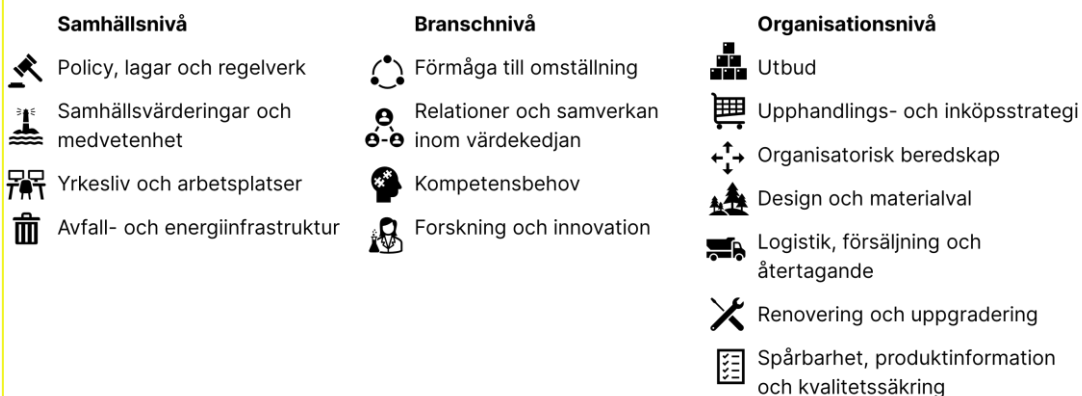 Samhällsnivå
Policy, lagar och regelverk
Samhällsvärderingar och
medvetenhet
Yrkesliv och arbetsplatser
Avfall- och energiinfrastruktur
Branschnivå
Förmåga till omställning
Relationer och samverkan
inom värdekedjan
Kompetensbehov
Forskning och innovation
Organisationsnivå
Utbud
Upphandlings- och inköpsstrategi
Organisatorisk beredskap
Design och materialval
Logistik, försäljning och
återtagande
Renovering och uppgradering
Spårbarhet, produktinformation
och kvalitetssäkring